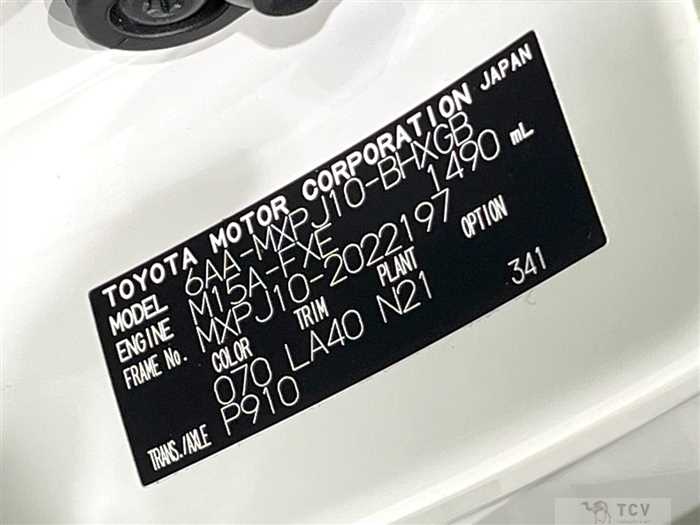 TOYOTA MOTOR CORPORATION JAPAN
MODEL 6AA-MXPJ10-BHXGB
ENGINE M15A-FXE 1490 mL
FRAME No. MXPJ10-2022197
COLOR TRIM PLANT OPTION
070 LA40 N21 341
TRANS./AXLE P910
TCV